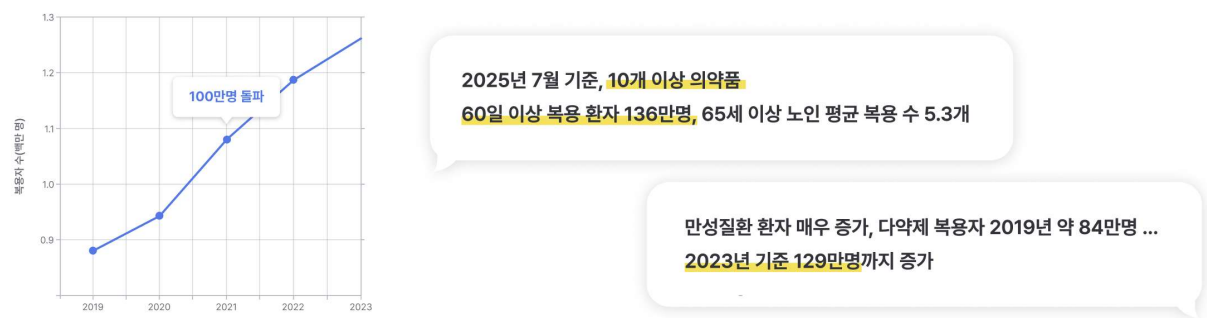 1.3
1.2
1.1
1.0
0.9
복용자 수(백만 명)
100만명 돌파
2019 2020 2021 2022 2023
2025년 7월 기준, 10개 이상 의약품
60일 이상 복용 환자 136만명, 65세 이상 노인 평균 복용 수 5.3개
만성질환 환자 매우 증가, 다약제 복용자 2019년 약 84만명 ...
2023년 기준 129만명까지 증가